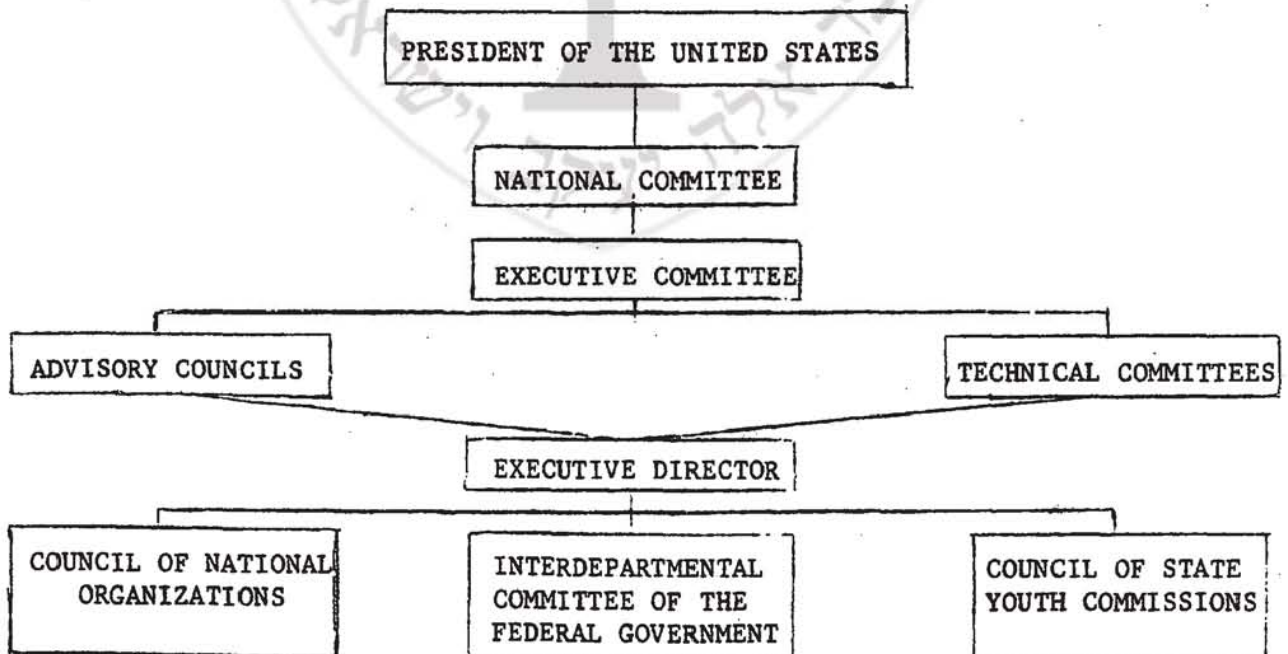 PRESIDENT OF THE UNITED STATES
NATIONAL COMMITTEE
EXECUTIVE COMMITTEE
ADVISORY COUNCILS
TECHNICAL COMMITTEES
EXECUTIVE DIRECTOR
COUNCIL OF NATIONAL
ORGANIZATIONS
INTERDEPARTMENTAL
COMMITTEE OF THE
FEDERAL GOVERNMENT
COUNCIL OF STATE
YOUTH COMMISSIONS